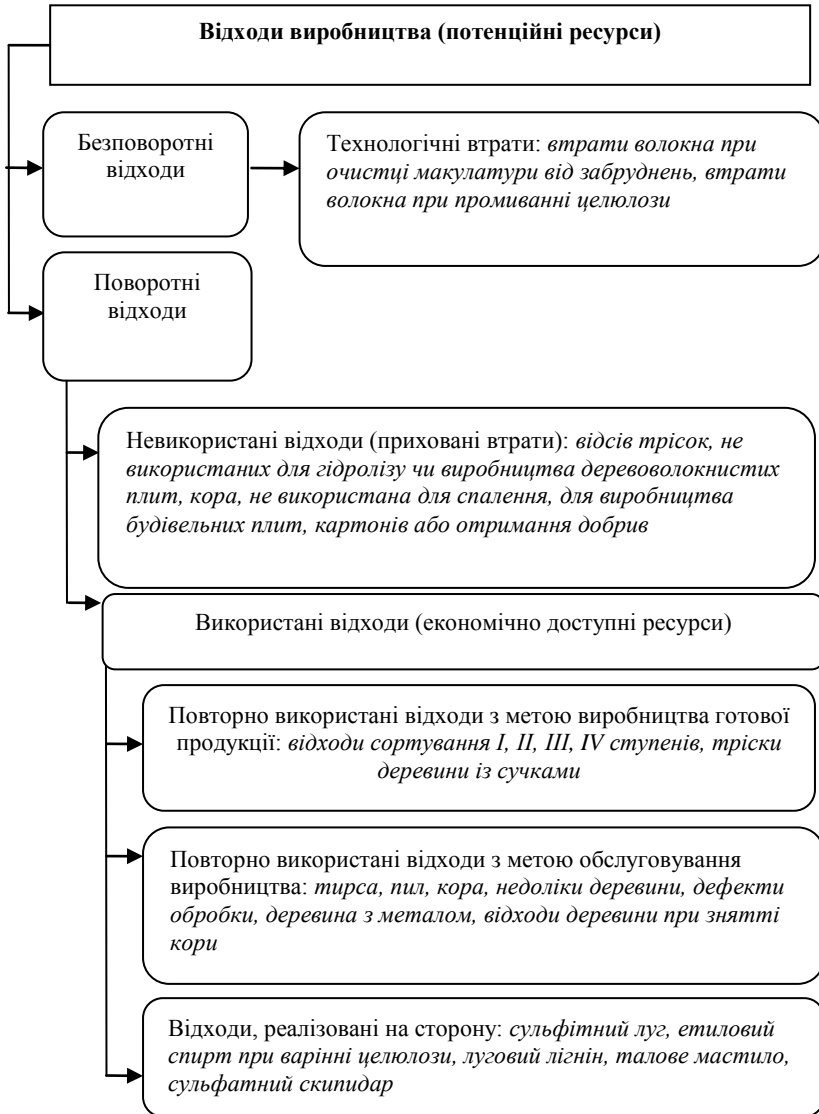 Відходи виробництва (потенційні ресурси)
Безповоротні
відходи
Технологічні втрати: втрати волокна при
очистці макулатури від забруднень, втрати
волокна при промиванні целюлози
Поворотні
відходи
Невикористані відходи (приховані втрати): відсів трісок, не
використаних для гідролізу чи виробництва деревоволокнистих
плит, кора, не використана для спалення, для виробництва
будівельних плит, картонів або отримання добрив
Використані відходи (економічно доступні ресурси)
Повторно використані відходи з метою виробництва готової
продукції: відходи сортування I, II, III, IV ступенів, тріски
деревини із сучками
Повторно використані відходи з метою обслуговування
виробництва: тирса, пил, кора, недоліки деревини, дефекти
обробки, деревина з металом, відходи деревини при знятті
кори
Відходи, реалізовані на сторону: сульфітний луг, етиловий
спирт при варінні целюлози, луговий лігнін, талове мастило,
сульфатний скипидар